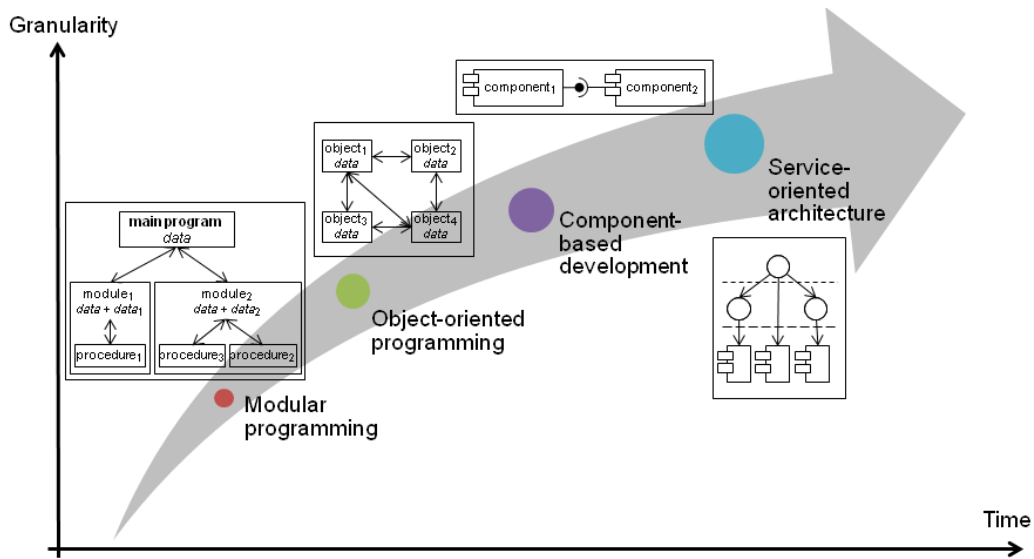 Granularity
component1
component2
object1
data
object2
data
object3
data
object4
data
main program
data
module1
data + data1
procedure1
module2
data + data2
procedure3
procedure2
Modular
programming
Object-oriented
programming
Component-
based
development
Service-
oriented
architecture
Time